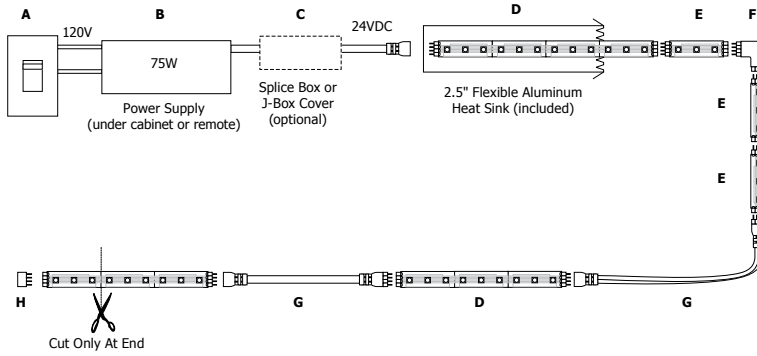 A
B
C
D
E
F
120V
24VDC
75W
Power Supply
(under cabinet or remote)
Splice Box or
J-Box Cover
(optional)
2.5" Flexible Aluminum
Heat Sink (included)
E
E
H
G
D
G
Cut Only At End